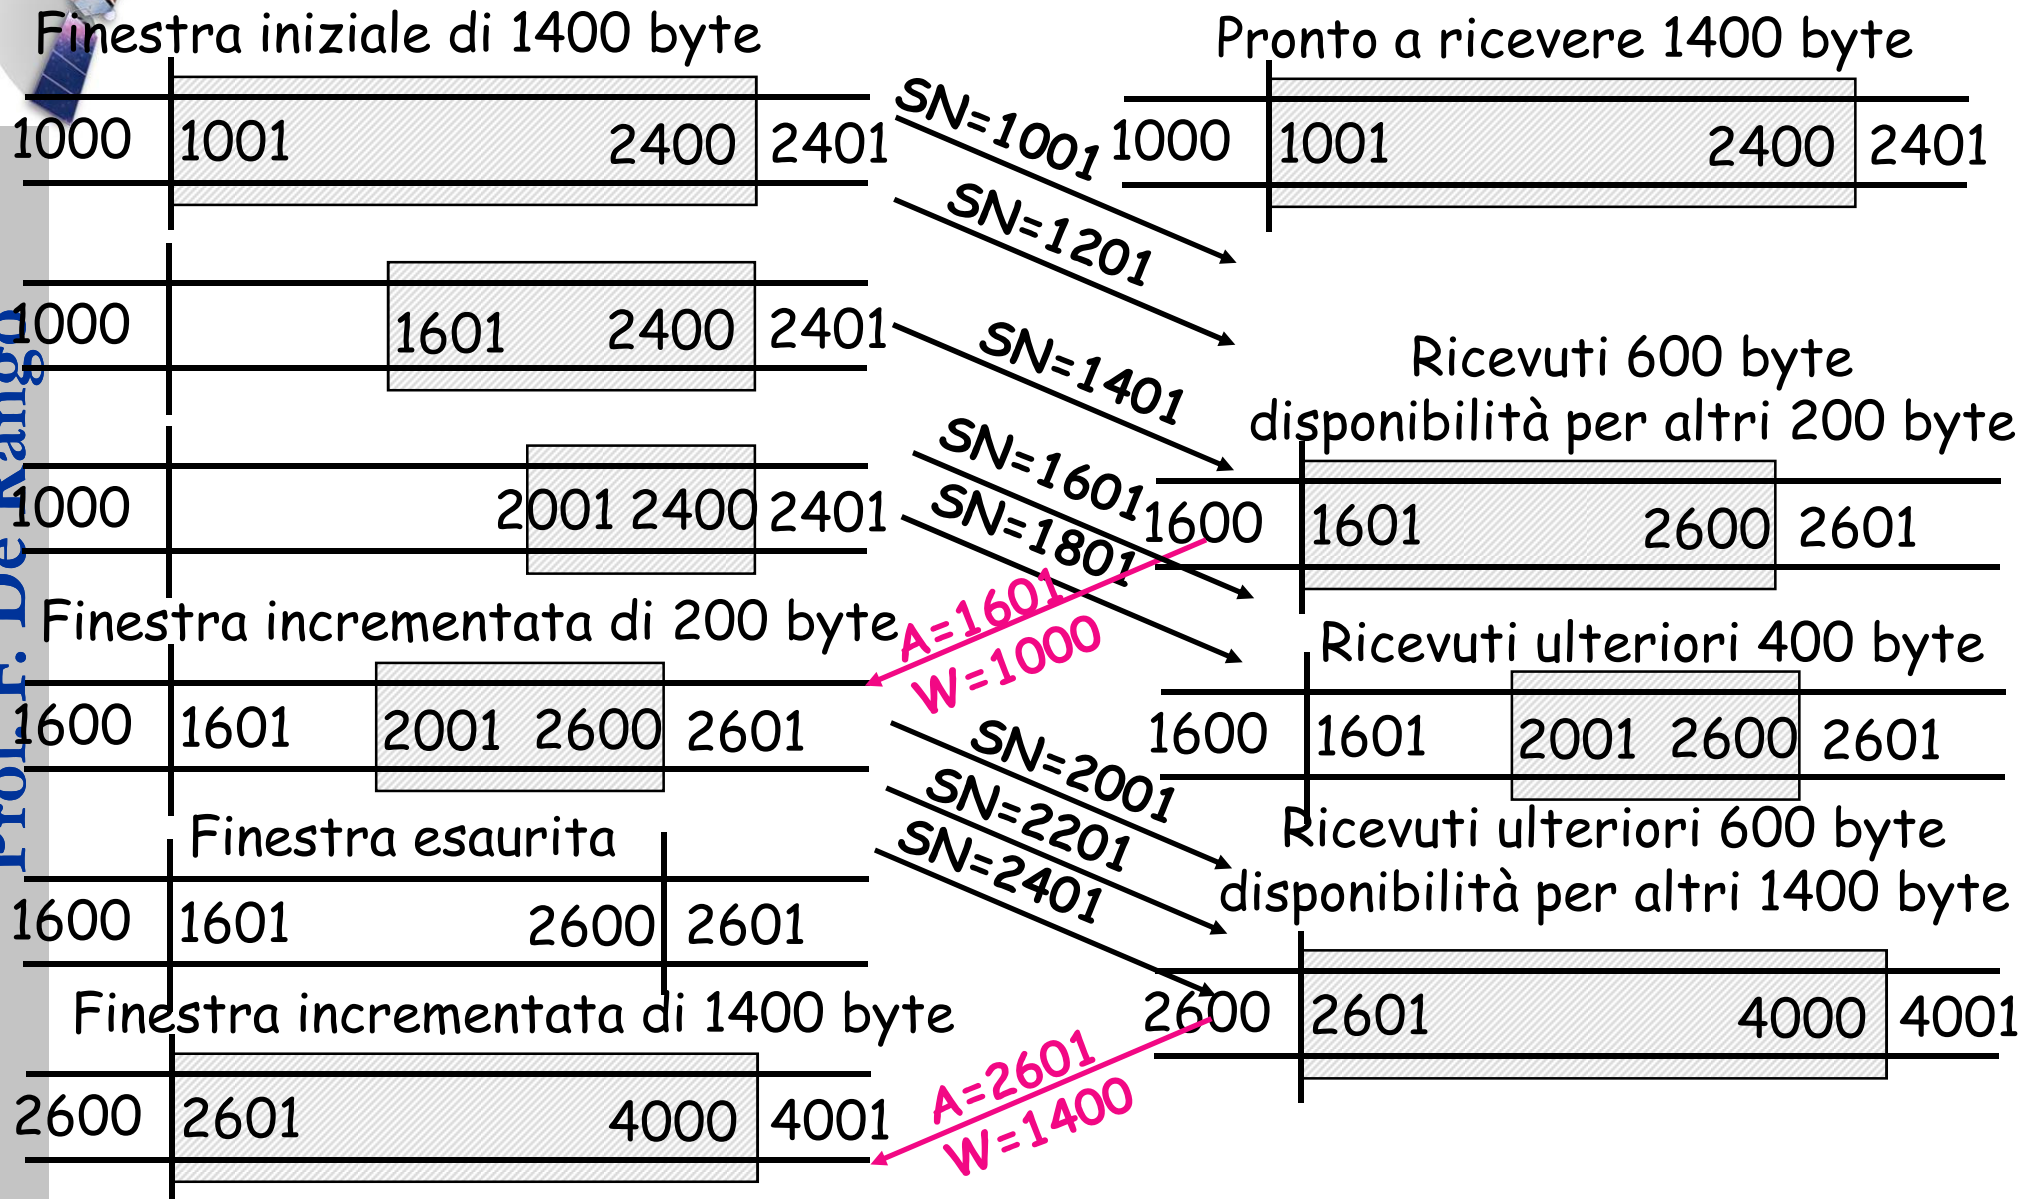 Finestra iniziale di 1400 byte
1000 1001 2400 2401
1000 1601 2400 2401
1000 2001 2400 2401
Finestra incrementata di 200 byte
1600 1601 2001 2600 2601
Finestra esaurita
1600 1601 2600 2601
Finestra incrementata di 1400 byte
2600 2601 4000 4001
SN=1001
SN=1201
SN=1401
SN=1601
SN=1801
A=1601
W=1000
SN=2001
SN=2201
SN=2401
A=2601
W=1400
Pronto a ricevere 1400 byte
1000 1001 2400 2401
Ricevuti 600 byte
disponibilità per altri 200 byte
1600 1601 2600 2601
Ricevuti ulteriori 400 byte
1600 1601 2001 2600 2601
Ricevuti ulteriori 600 byte
disponibilità per altri 1400 byte
2600 2601 4000 4001
Prof. F. De Rango